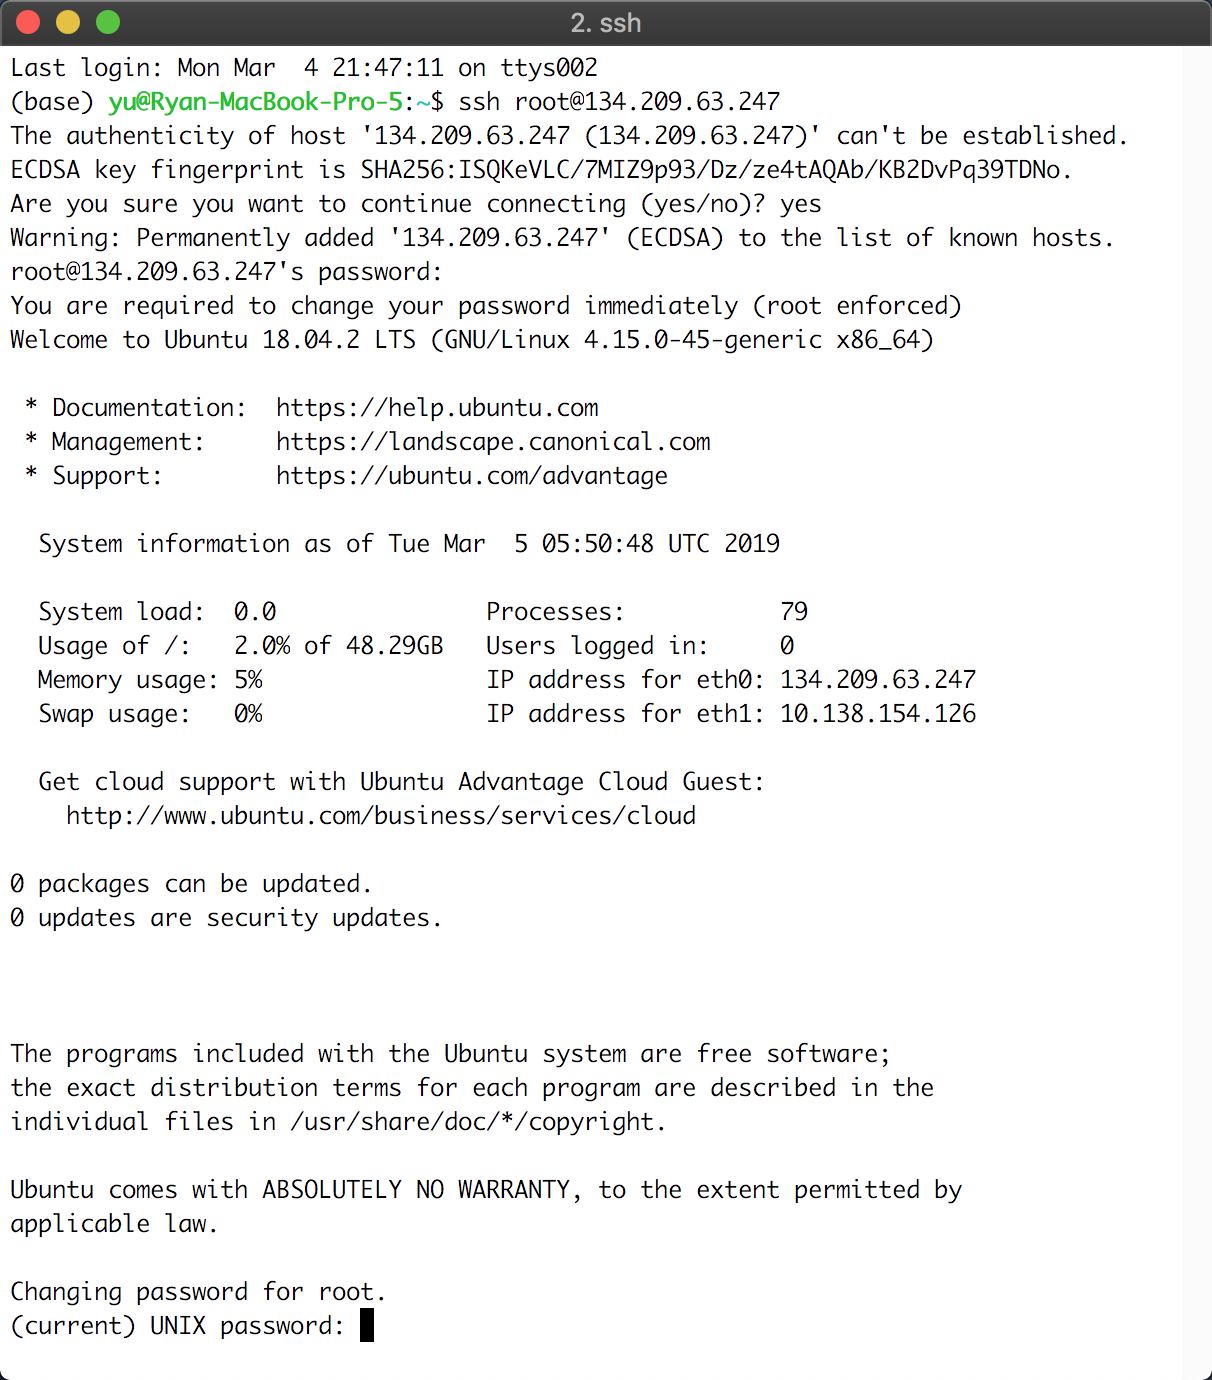 2. ssh
Last login: Mon Mar  4 21:47:11 on ttys002
(base) yu@Ryan-MacBook-Pro-5:~$ ssh root@134.209.63.247
The authenticity of host '134.209.63.247 (134.209.63.247)' can't be established.
ECDSA key fingerprint is SHA256:ISQKeVLC/7MIZ9p93/Dz/ze4tAQAb/KB2DvPq39TDNo.
Are you sure you want to continue connecting (yes/no)? yes
Warning: Permanently added '134.209.63.247' (ECDSA) to the list of known hosts.
root@134.209.63.247's password:
You are required to change your password immediately (root enforced)
Welcome to Ubuntu 18.04.2 LTS (GNU/Linux 4.15.0-45-generic x86_64)
 * Documentation:  https://help.ubuntu.com
 * Management:     https://landscape.canonical.com
 * Support:        https://ubuntu.com/advantage
  System information as of Tue Mar  5 05:50:48 UTC 2019
  System load:  0.0               Processes:           79
  Usage of /:   2.0% of 48.29GB   Users logged in:     0
  Memory usage: 5%                IP address for eth0: 134.209.63.247
  Swap usage:   0%                IP address for eth1: 10.138.154.126
  Get cloud support with Ubuntu Advantage Cloud Guest:
    http://www.ubuntu.com/business/services/cloud
0 packages can be updated.
0 updates are security updates.
The programs included with the Ubuntu system are free software;
the exact distribution terms for each program are described in the
individual files in /usr/share/doc/*/copyright.
Ubuntu comes with ABSOLUTELY NO WARRANTY, to the extent permitted by
applicable law.
Changing password for root.
(current) UNIX password: